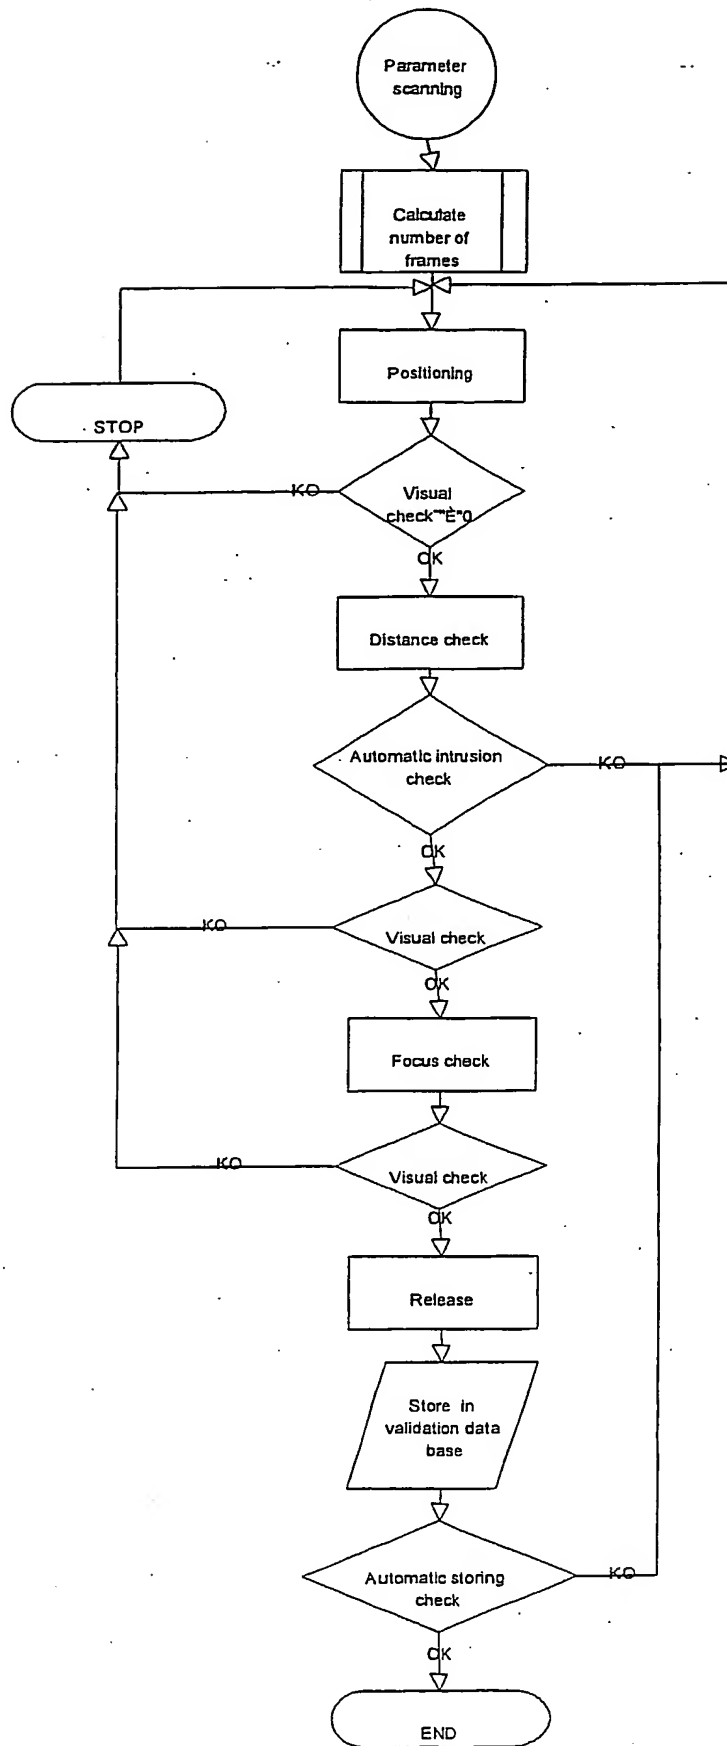 Parameter
scanning
Calculate
number of
frames
Positioning
STOP
KO
Visual
check""È"0
OK
Distance check
Automatic intrusion
check
KO
OK
KO
Visual check
OK
Focus check
KO
Visual check
OK
Release
Store in
validation data
base
Automatic storing
check
KO
OK
END